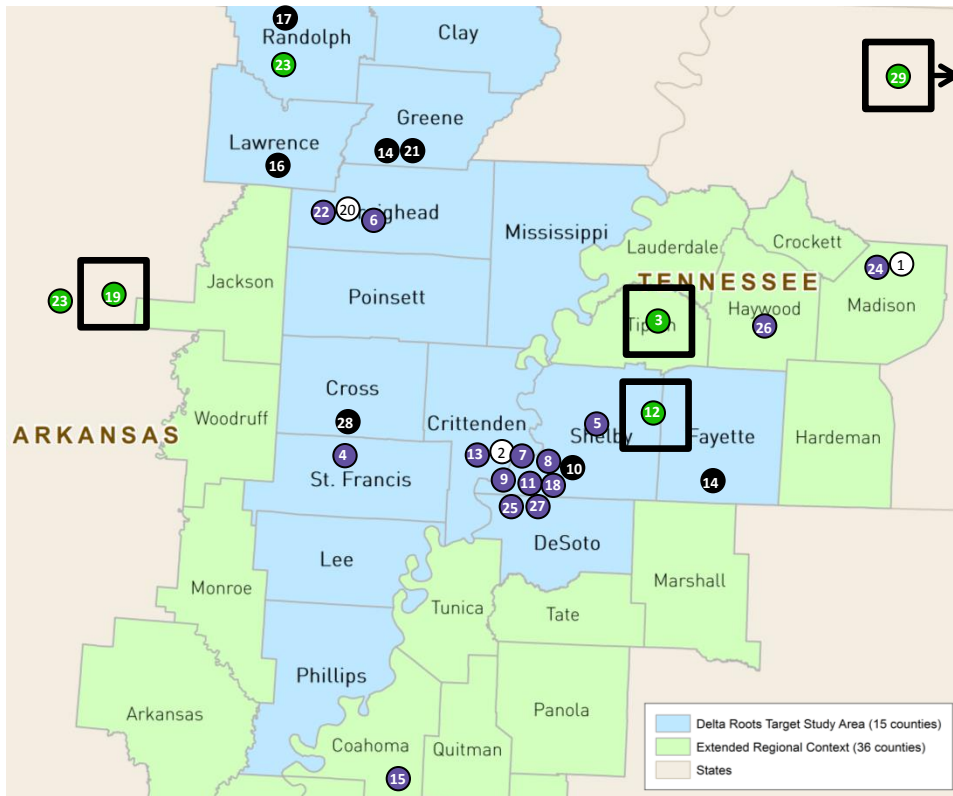 17
Randolph
Clay
23
29
Greene
Lawrence
14
21
16
22
20
6
aighead
Mississippi
Lauderdale
Crockett
24
1
Jackson
TENNESSEE
23
19
Poinsett
Haywood
Madison
3
26
Cross
28
12
Woodruff
Crittenden
5
Shelby
Fayette
Hardeman
ARKANSAS
4
13
2
7
8
10
St. Francis
9
11
18
14
25
27
DeSoto
Lee
Monroe
Marshall
Tunica
Tate
Phillips
Arkansas
Panola
Coahoma
Quitman
15
Delta Roots Target Study Area (15 counties)
Extended Regional Context (36 counties)
States